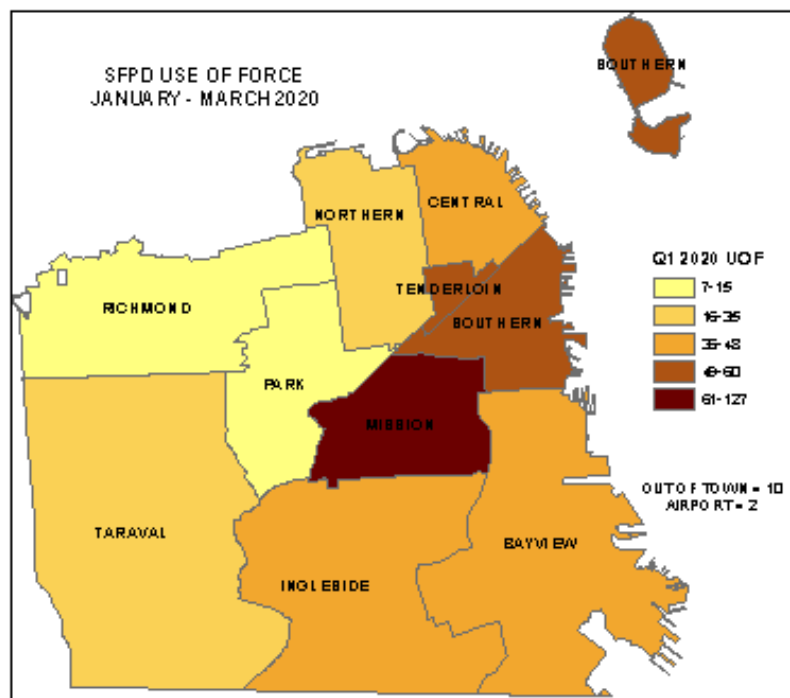 SFPD USE OF FORCE
JANUARY - MARCH 2020
SOUTHERN
CENTRAL
NORTHERN
Q1 2020 UOF
7-15
16-35
36-48
49-60
61-127
TENDERLOIN
SOUTHERN
RICHMOND
PARK
MISSION
OUT OF TOWN = 10
AIRPORT = 2
TARAVAL
BAYVIEW
INGLESIDE